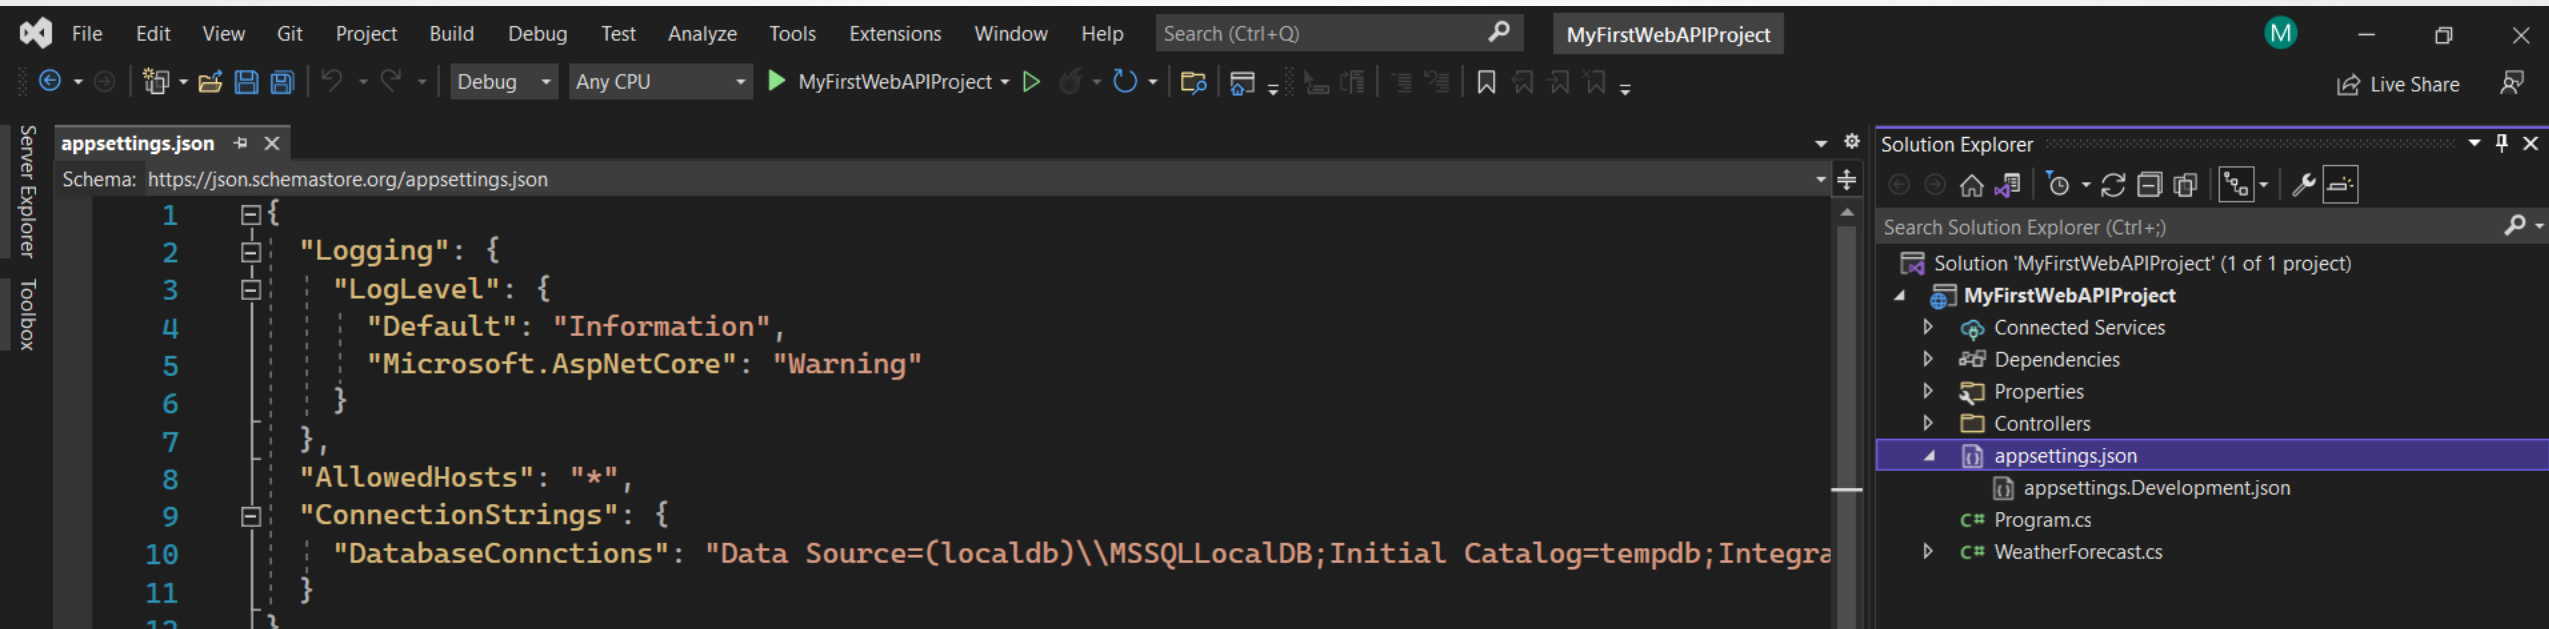 File Edit View Git Project Build Debug Test Analyze Tools Extensions Window Help Search (Ctrl+Q) MyFirstWebAPIProject M
Debug Any CPU MyFirstWebAPIProject Live Share
Server Explorer
Toolbox
appsettings.json
Schema: https://json.schemastore.org/appsettings.json
1 {
2 "Logging": {
3 "LogLevel": {
4 "Default": "Information",
5 "Microsoft.AspNetCore": "Warning"
6 }
7 },
8 "AllowedHosts": "*",
9 "ConnectionStrings": {
10 "DatabaseConnctions": "Data Source=(localdb)\\MSSQLLocalDB;Initial Catalog=tempdb;Integra
11 }
12 }
Solution Explorer
Search Solution Explorer (Ctrl+;)
Solution 'MyFirstWebAPIProject' (1 of 1 project)
MyFirstWebAPIProject
Connected Services
Dependencies
Properties
Controllers
appsettings.json
appsettings.Development.json
C# Program.cs
C# WeatherForecast.cs